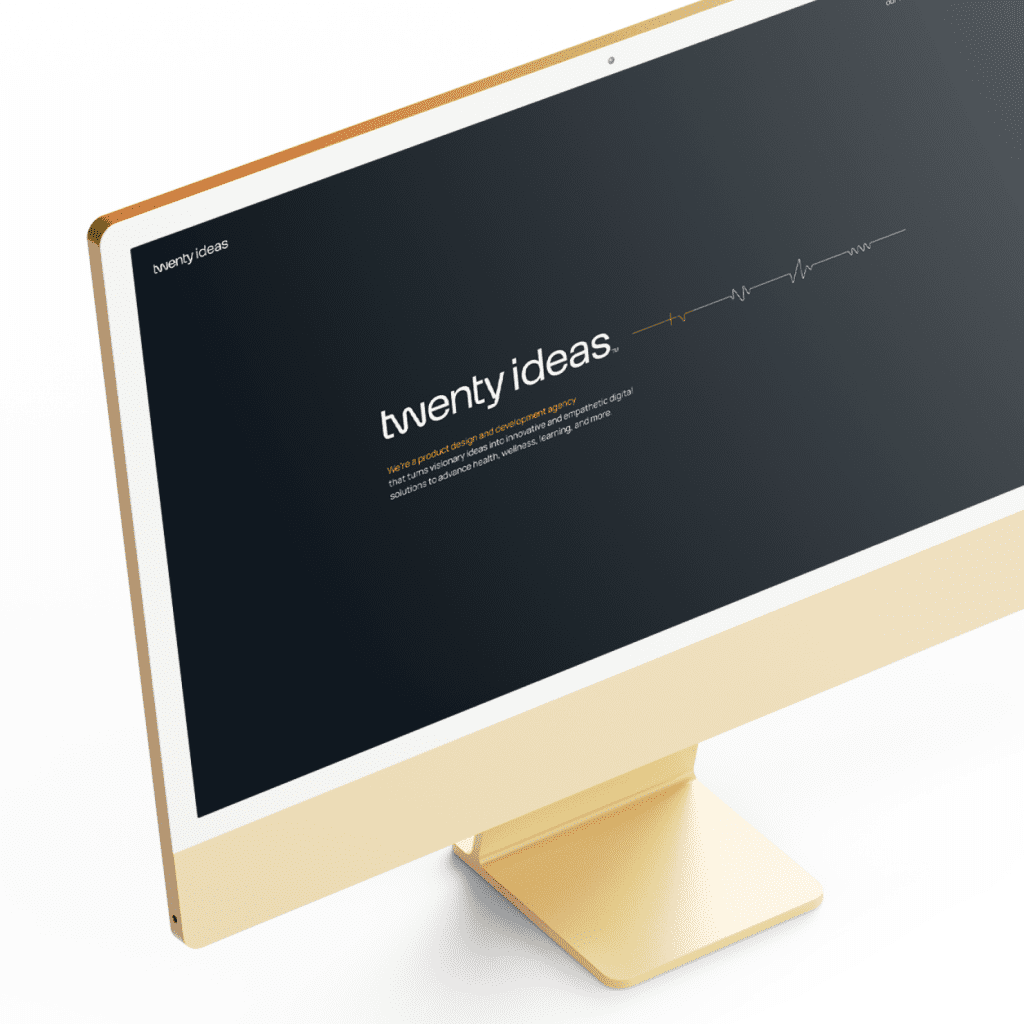 twenty ideas
twenty ideas™
We're a product design and development agency
that turns visionary ideas into innovative and empathetic digital
solutions to advance health, wellness, learning, and more.